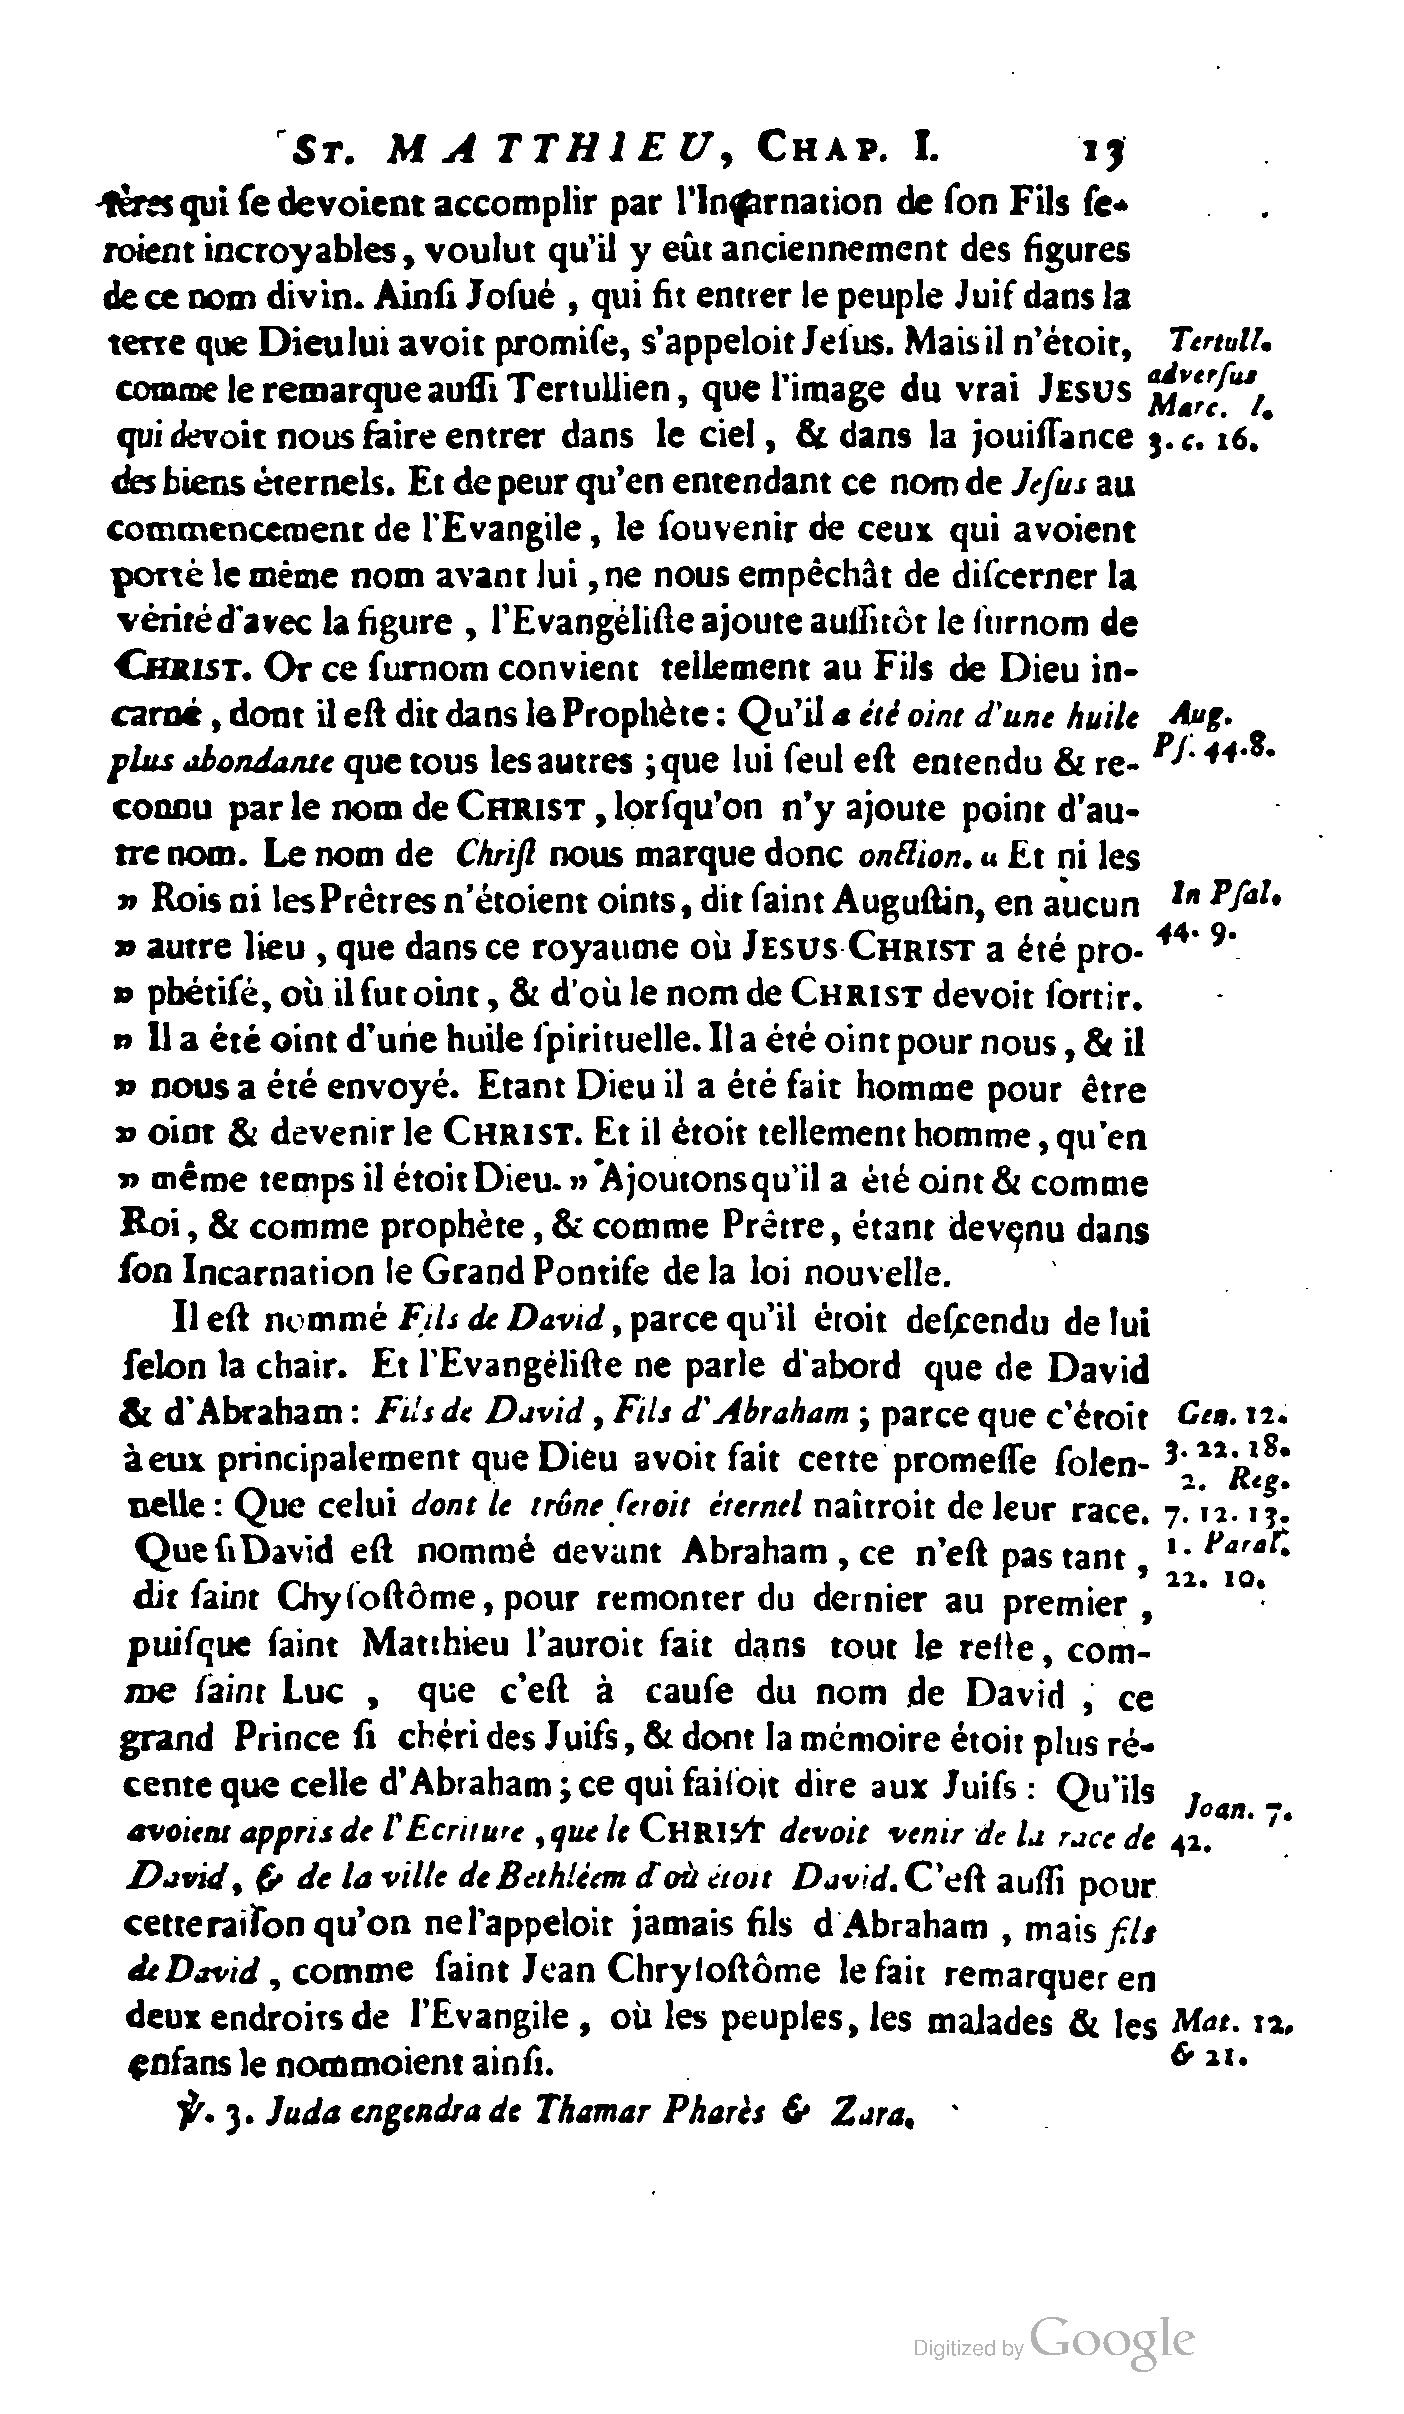 ST. MATTHIEU, CHAP. I. 13
tères qui ſe devoient accomplir par l'Incarnation de ſon Fils ſe-
roient incroyables, voulut qu'il y eût anciennement des figures
de ce nom divin. Ainſi Joſué, qui fit entrer le peuple Juif dans la
terre que Dieu lui avoit promiſe, s'appeloit Jeſus. Mais il n'étoit,
Tertull.
comme le remarque auſſi Tertullien, que l'image du vrai JESUS
adverſus
Marc. l.
qui devoit nous faire entrer dans le ciel, & dans la jouiſſance
3. c. 16.
des biens éternels. Et de peur qu'en entendant ce nom de Jeſus au
commencement de l'Evangile, le ſouvenir de ceux qui avoient
porté le même nom avant lui, ne nous empêchât de diſcerner la
vérité d'avec la figure, l'Evangéliſte ajoute auſſitôt le ſurnom de
CHRIST. Or ce ſurnom convient tellement au Fils de Dieu in-
carné, dont il eſt dit dans le Prophète: Qu'il a été oint d'une huile
Aug.
plus abondante que tous les autres; que lui ſeul eſt entendu & re-
Pſ. 44.8.
connu par le nom de CHRIST, lorſqu'on n'y ajoute point d'au-
tre nom. Le nom de Chriſt nous marque donc onction. « Et ni les
» Rois ni les Prêtres n'étoient oints, dit ſaint Auguſtin, en aucun
In Pſal.
» autre lieu, que dans ce royaume où JESUS-CHRIST a été pro-
44. 9.
» phétiſé, où il fut oint, & d'où le nom de CHRIST devoit ſortir.
» Il a été oint d'une huile ſpirituelle. Il a été oint pour nous, & il
» nous a été envoyé. Etant Dieu il a été fait homme pour être
» oint & devenir le CHRIST. Et il étoit tellement homme, qu'en
» même temps il étoit Dieu. » Ajoutons qu'il a été oint & comme
Roi, & comme prophète, & comme Prêtre, étant devenu dans
ſon Incarnation le Grand Pontife de la loi nouvelle.
Il eſt nommé Fils de David, parce qu'il étoit deſcendu de lui
ſelon la chair. Et l'Evangéliſte ne parle d'abord que de David
& d'Abraham: Fils de David, Fils d'Abraham; parce que c'étoit
Gen. 12.
à eux principalement que Dieu avoit fait cette promeſſe ſolen-
3. 22. 18.
2. Reg.
nelle: Que celui dont le trône ſeroit éternel naîtroit de leur race.
7. 12. 13.
Que ſi David eſt nommé devant Abraham, ce n'eſt pas tant,
1. Paral.
dit ſaint Chyſoſtôme, pour remonter du dernier au premier,
22. 10.
puiſque ſaint Matthieu l'auroit fait dans tout le reſte, com-
me ſaint Luc, que c'eſt à cauſe du nom de David, ce
grand Prince ſi chéri des Juifs, & dont la mémoire étoit plus ré-
cente que celle d'Abraham; ce qui faiſoit dire aux Juifs: Qu'ils
Joan. 7.
avoient appris de l'Ecriture, que le CHRIST devoit venir de la race de
42.
David, & de la ville de Bethléem d'où étoit David. C'eſt auſſi pour
cette raiſon qu'on ne l'appeloit jamais fils d'Abraham, mais fils
de David, comme ſaint Jean Chryſoſtôme le fait remarquer en
deux endroits de l'Evangile, où les peuples, les malades & les
Mat. 12.
enfans le nommoient ainſi.
& 21.
℣. 3. Juda engendra de Thamar Pharès & Zara.
Digitized by Google